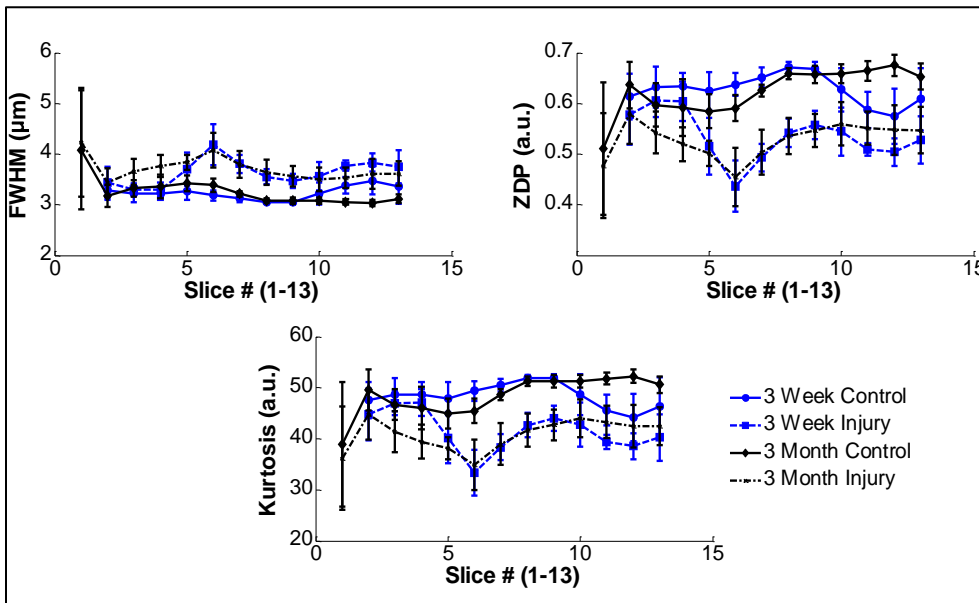 FWHM (µm)
6
5
4
3
2
0
5
10
15
Slice # (1-13)
ZDP (a.u.)
0.7
0.6
0.5
0.4
0
5
10
15
Slice # (1-13)
Kurtosis (a.u.)
60
50
40
30
20
0
5
10
15
Slice # (1-13)
3 Week Control
3 Week Injury
3 Month Control
3 Month Injury